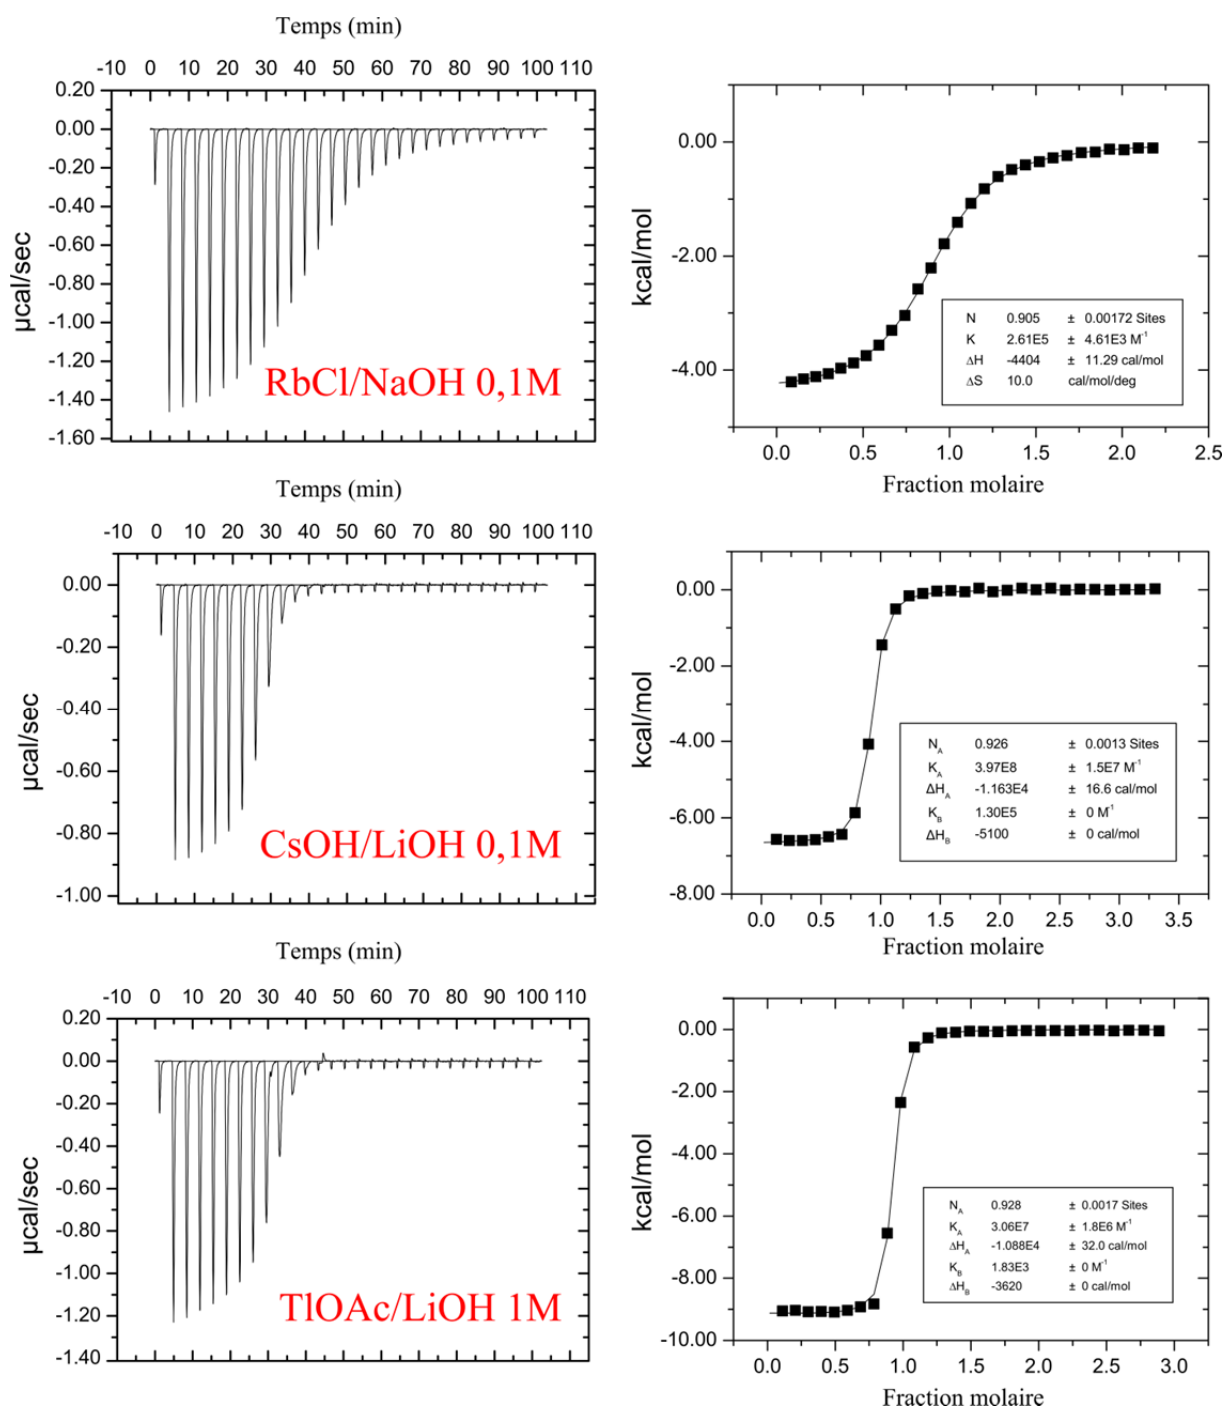 Temps (min)
-10 0 10 20 30 40 50 60 70 80 90 100 110
0.20
0.00
-0.20
-0.40
-0.60
-0.80
-1.00
-1.20
-1.40
-1.60
µcal/sec
RbCl/NaOH 0,1M
0.00
-2.00
-4.00
kcal/mol
N 0.905 ± 0.00172 Sites
K 2.61E5 ± 4.61E3 M⁻¹
ΔH -4404 ± 11.29 cal/mol
ΔS 10.0 cal/mol/deg
0.0 0.5 1.0 1.5 2.0 2.5
Fraction molaire
Temps (min)
-10 0 10 20 30 40 50 60 70 80 90 100 110
0.00
-0.20
-0.40
-0.60
-0.80
-1.00
µcal/sec
CsOH/LiOH 0,1M
0.00
-2.00
-4.00
-6.00
-8.00
kcal/mol
N_A 0.926 ± 0.0013 Sites
K_A 3.97E8 ± 1.5E7 M⁻¹
ΔH_A -1.163E4 ± 16.6 cal/mol
K_B 1.30E5 ± 0 M⁻¹
ΔH_B -5100 ± 0 cal/mol
0.0 0.5 1.0 1.5 2.0 2.5 3.0 3.5
Fraction molaire
Temps (min)
-10 0 10 20 30 40 50 60 70 80 90 100 110
0.20
0.00
-0.20
-0.40
-0.60
-0.80
-1.00
-1.20
-1.40
µcal/sec
TlOAc/LiOH 1M
0.00
-2.00
-4.00
-6.00
-8.00
-10.00
kcal/mol
N_A 0.928 ± 0.0017 Sites
K_A 3.06E7 ± 1.8E6 M⁻¹
ΔH_A -1.088E4 ± 32.0 cal/mol
K_B 1.83E3 ± 0 M⁻¹
ΔH_B -3620 ± 0 cal/mol
0.0 0.5 1.0 1.5 2.0 2.5 3.0
Fraction molaire